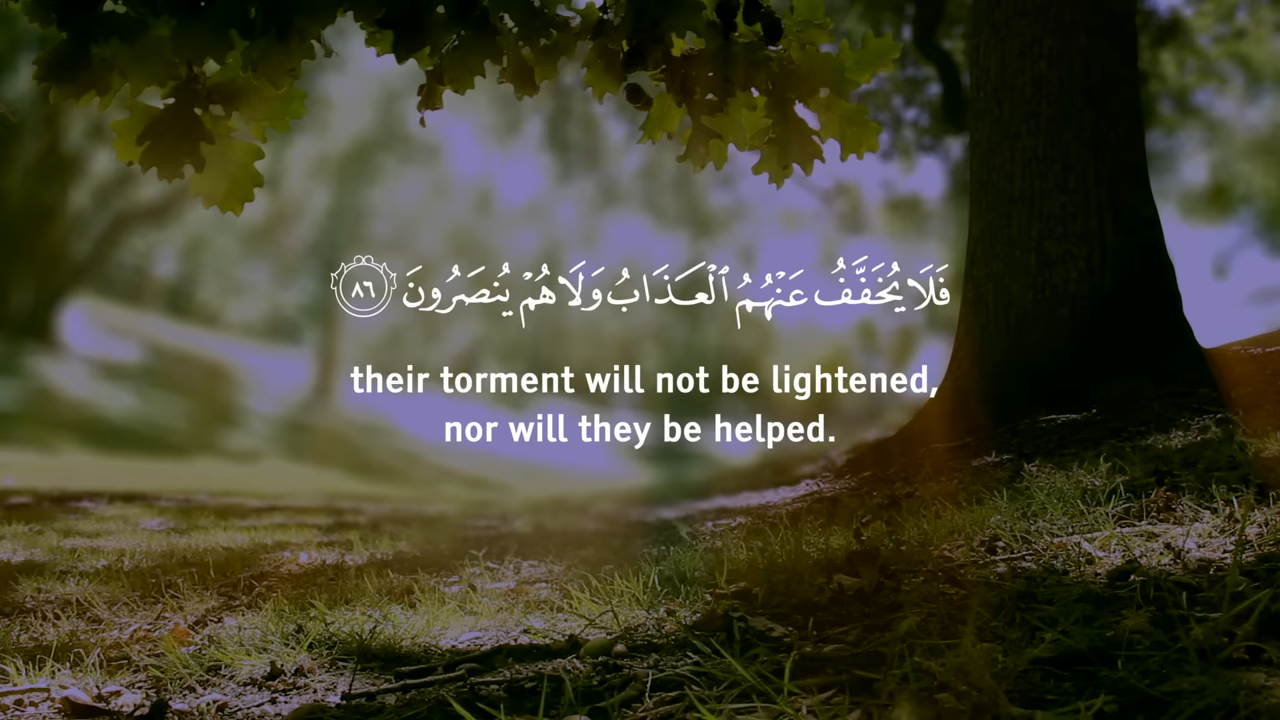 فَلَا يُخَفَّفُ عَنْهُمُ ٱلْعَذَابُ وَلَا هُمْ يُنصَرُونَ ٨٦
their torment will not be lightened,
nor will they be helped.